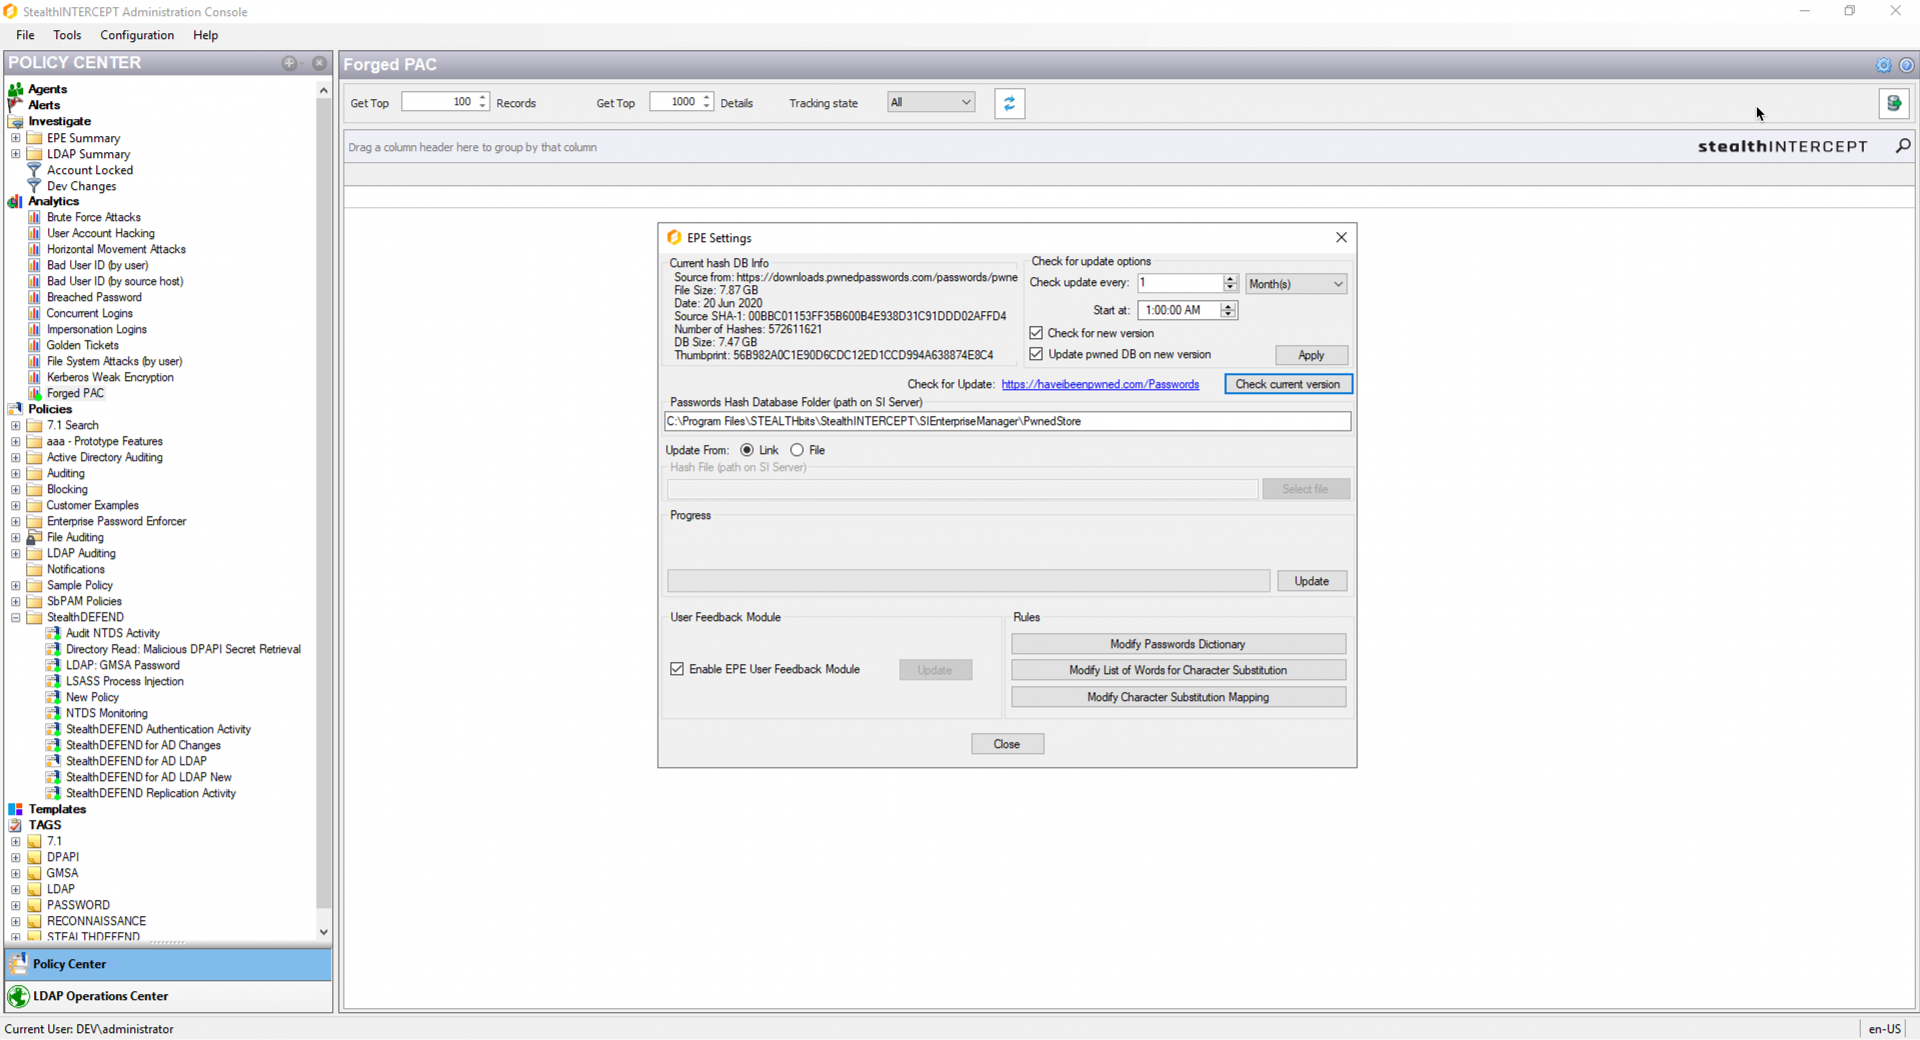 StealthINTERCEPT Administration Console
File Tools Configuration Help
POLICY CENTER
Agents
Alerts
Investigate
EPE Summary
LDAP Summary
Account Locked
Dev Changes
Analytics
Brute Force Attacks
User Account Hacking
Horizontal Movement Attacks
Bad User ID (by user)
Bad User ID (by source host)
Breached Password
Concurrent Logins
Impersonation Logins
Golden Tickets
File System Attacks (by user)
Kerberos Weak Encryption
Forged PAC
Policies
7.1 Search
aaa - Prototype Features
Active Directory Auditing
Auditing
Blocking
Customer Examples
Enterprise Password Enforcer
File Auditing
LDAP Auditing
Notifications
Sample Policy
SbPAM Policies
StealthDEFEND
Audit NTDS Activity
Directory Read: Malicious DPAPI Secret Retrieval
LDAP: GMSA Password
LSASS Process Injection
New Policy
NTDS Monitoring
StealthDEFEND Authentication Activity
StealthDEFEND for AD Changes
StealthDEFEND for AD LDAP
StealthDEFEND for AD LDAP New
StealthDEFEND Replication Activity
Templates
TAGS
7.1
DPAPI
GMSA
LDAP
PASSWORD
RECONNAISSANCE
STEALTHDEFEND
Policy Center
LDAP Operations Center
Forged PAC
Get Top 100 Records Get Top 1000 Details Tracking state All
Drag a column header here to group by that column
stealthINTERCEPT
EPE Settings
Current hash DB Info
Source from: https://downloads.pwnedpasswords.com/passwords/pwne
File Size: 7.87 GB
Date: 20 Jun 2020
Source SHA-1: 00BBC01153FF35B600B4E938D31C91DDD02AFFD4
Number of Hashes: 572611621
DB Size: 7.47 GB
Thumbprint: 56B982A0C1E90D6CDC12ED1CCD994A638874E8C4
Check for update options
Check update every: 1 Month(s)
Start at: 1:00:00 AM
Check for new version
Update pwned DB on new version Apply
Check for Update: https://haveibeenpwned.com/Passwords Check current version
Passwords Hash Database Folder (path on SI Server)
C:\Program Files\STEALTHbits\StealthINTERCEPT\SIEnterpriseManager\PwnedStore
Update From: Link File
Hash File (path on SI Server)
Select file
Progress
Update
User Feedback Module
Enable EPE User Feedback Module Update
Rules
Modify Passwords Dictionary
Modify List of Words for Character Substitution
Modify Character Substitution Mapping
Close
Current User: DEV\administrator
en-US